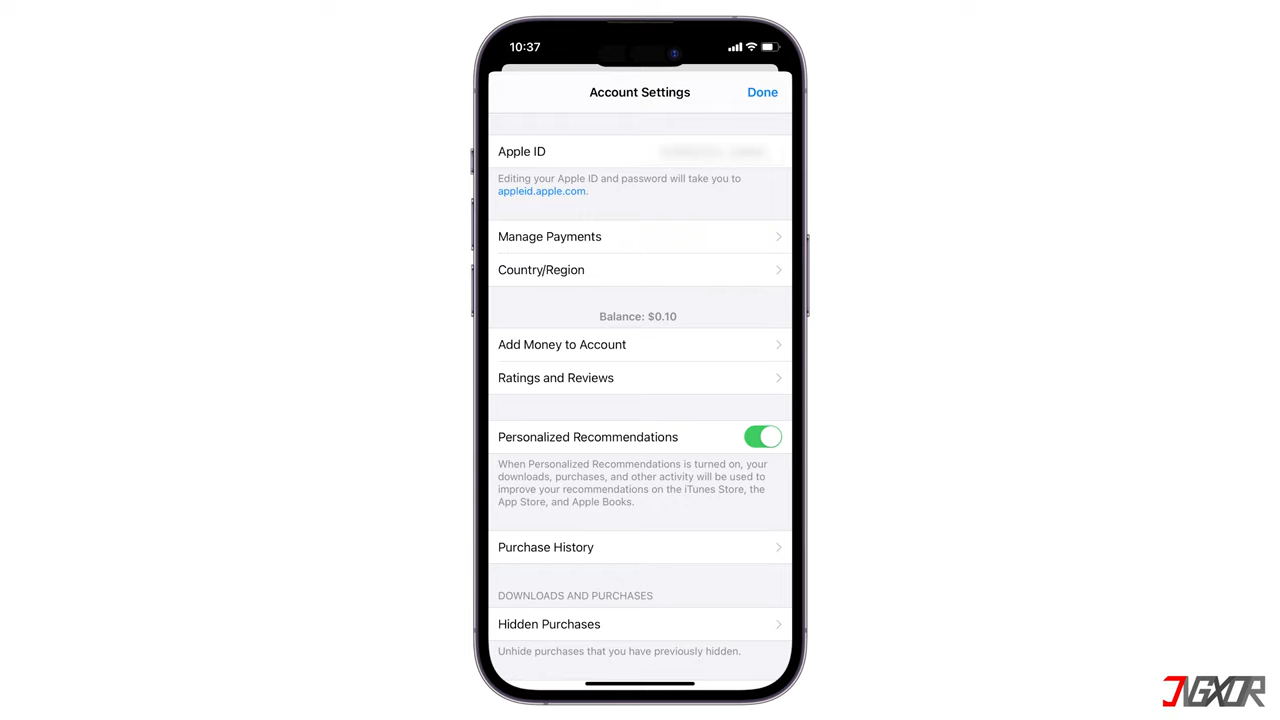 10:37
Account Settings
Done
Apple ID
Editing your Apple ID and password will take you to
appleid.apple.com.
Manage Payments
Country/Region
Balance: $0.10
Add Money to Account
Ratings and Reviews
Personalized Recommendations
When Personalized Recommendations is turned on, your
downloads, purchases, and other activity will be used to
improve your recommendations on the iTunes Store, the
App Store, and Apple Books.
Purchase History
DOWNLOADS AND PURCHASES
Hidden Purchases
Unhide purchases that you have previously hidden.